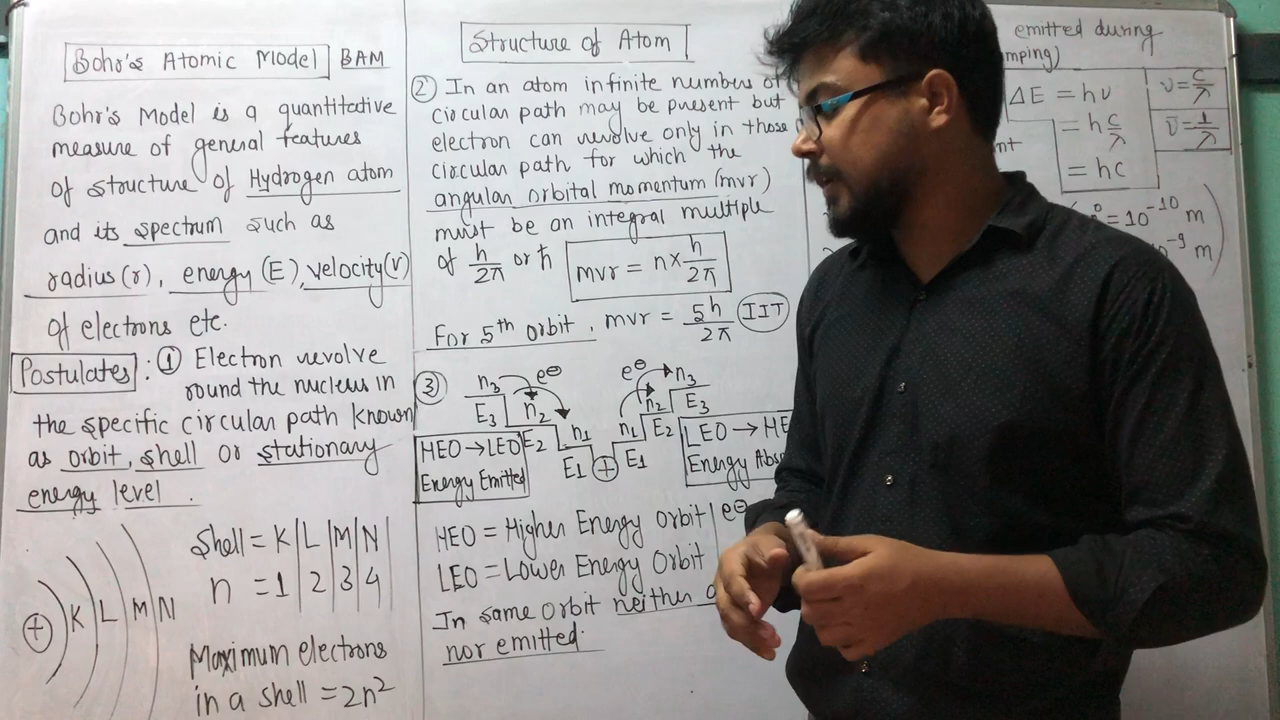 Bohr's Atomic Model BAM
Bohr's Model is a quantitative
measure of general features
of structure of Hydrogen atom
and its spectrum such as
radius (r), energy (E), velocity (v)
of electrons etc.
Postulates : ① Electron revolve
round the nucleus in
the specific circular path known
as orbit, shell or stationary
energy level .
+ K L M N
Shell = K | L | M | N
n = 1 | 2 | 3 | 4
Maximum electrons
in a shell = 2n²
Structure of Atom
② In an atom infinite numbers of
circular path may be present but
electron can revolve only in those
circular path for which the
angular orbital momentum (mvr)
must be an integral multiple
of h/2π or ħ mvr = n × h/2π
For 5th orbit, mvr = 5h/2π IIT
③ n₃ e⊖ e⊖ n₃
E₃ n₂ n₂ E₃
E₂ n₁ n₁ E₂
E₁ + E₁
HEO → LEO
Energy Emitted
LEO → HE
Energy Abs
HEO = Higher Energy Orbit e⊖
LEO = Lower Energy Orbit
In same orbit neither
nor emitted.
emitted during
mping)
ΔE = hν
= h c/λ
= hc
ν = c/λ
ν̅ = 1/λ
nt
= 10⁻¹⁰ m
⁻⁹ m